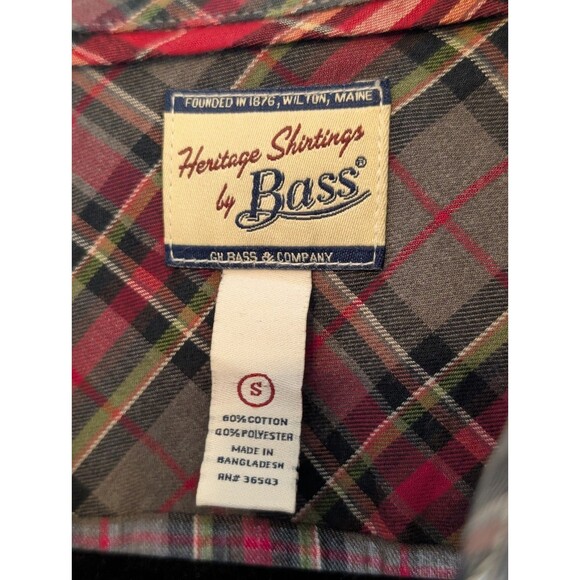 FOUNDED IN 1876, WILTON, MAINE
Heritage Shirtings
by Bass®
GH BASS & COMPANY
S
60% COTTON
40% POLYESTER
MADE IN
BANGLADESH
RN# 36543